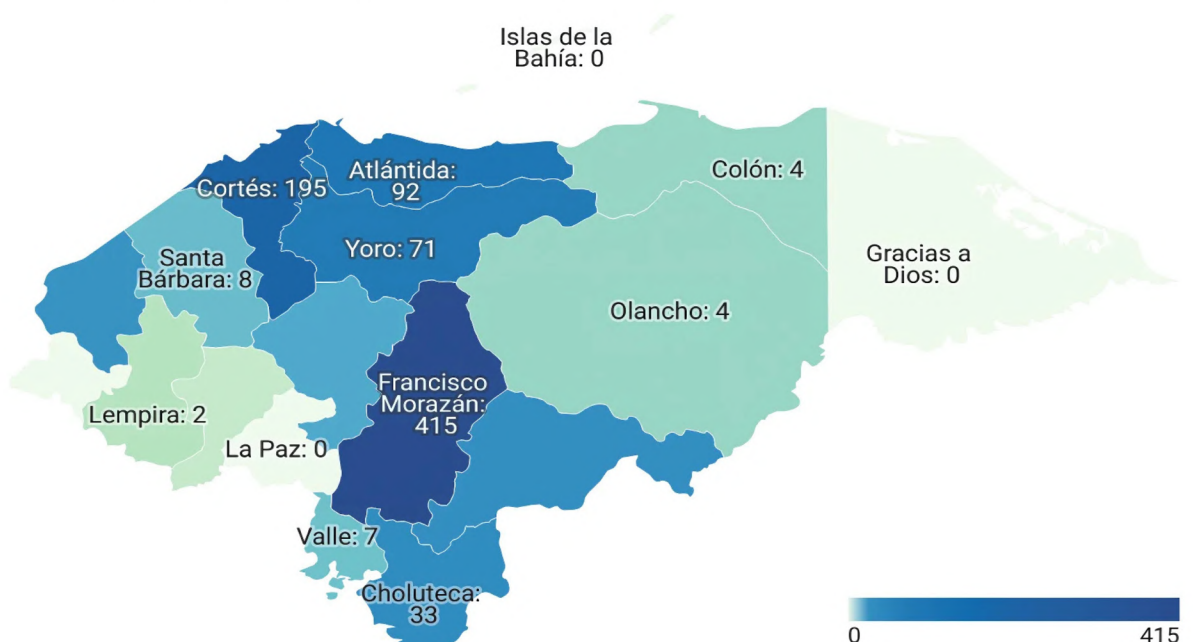 Islas de la
Bahía: 0
Atlántida:
92
Colón: 4
Cortés: 195
Yoro: 71
Santa
Bárbara: 8
Gracias a
Dios: 0
Olancho: 4
Francisco
Morazán:
415
Lempira: 2
La Paz: 0
Valle: 7
Choluteca:
33
0
415